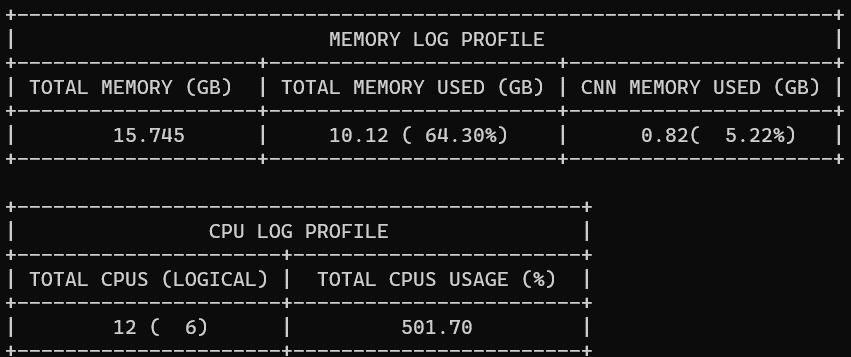 MEMORY LOG PROFILE
TOTAL MEMORY (GB) | TOTAL MEMORY USED (GB) | CNN MEMORY USED (GB)
15.745 | 10.12 ( 64.30%) | 0.82(  5.22%)
CPU LOG PROFILE
TOTAL CPUS (LOGICAL) | TOTAL CPUS USAGE (%)
12 (  6) | 501.70